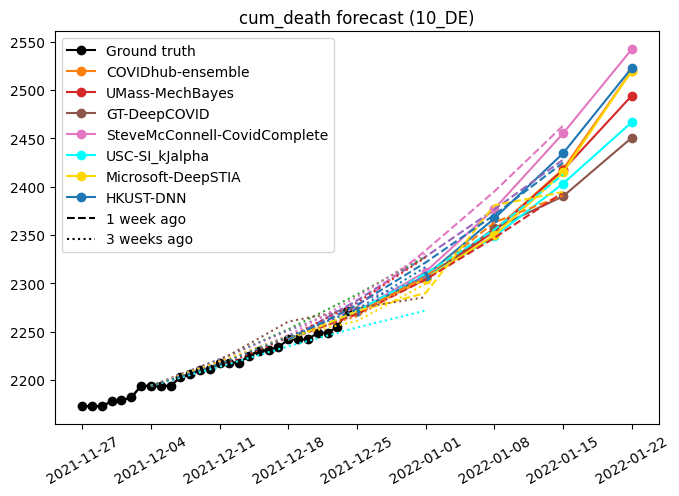 cum_death forecast (10_DE)
2550
2500
2450
2400
2350
2300
2250
2200
Ground truth
COVIDhub-ensemble
UMass-MechBayes
GT-DeepCOVID
SteveMcConnell-CovidComplete
USC-SI_kJalpha
Microsoft-DeepSTIA
HKUST-DNN
1 week ago
3 weeks ago
2021-11-27
2021-12-04
2021-12-11
2021-12-18
2021-12-25
2022-01-01
2022-01-08
2022-01-15
2022-01-22